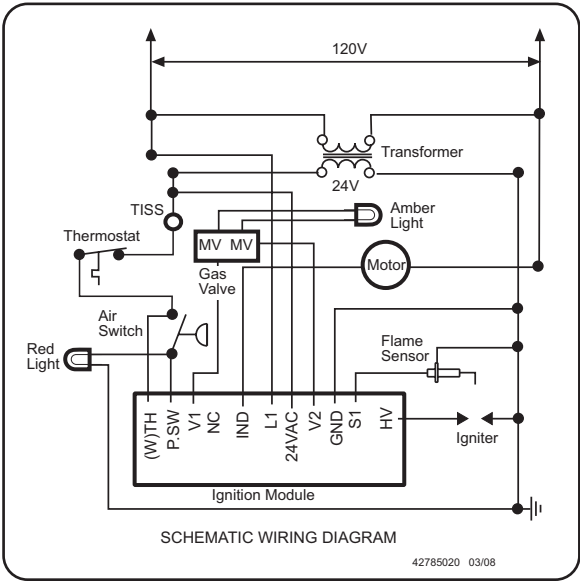 120V
Transformer
24V
TISS
Amber
Light
Thermostat
MV MV
Motor
Gas
Valve
Air
Switch
Red
Light
Flame
Sensor
(W)TH
P.SW
V1
NC
IND
L1
24VAC
V2
GND
S1
HV
Igniter
Ignition Module
SCHEMATIC WIRING DIAGRAM
42785020 03/08